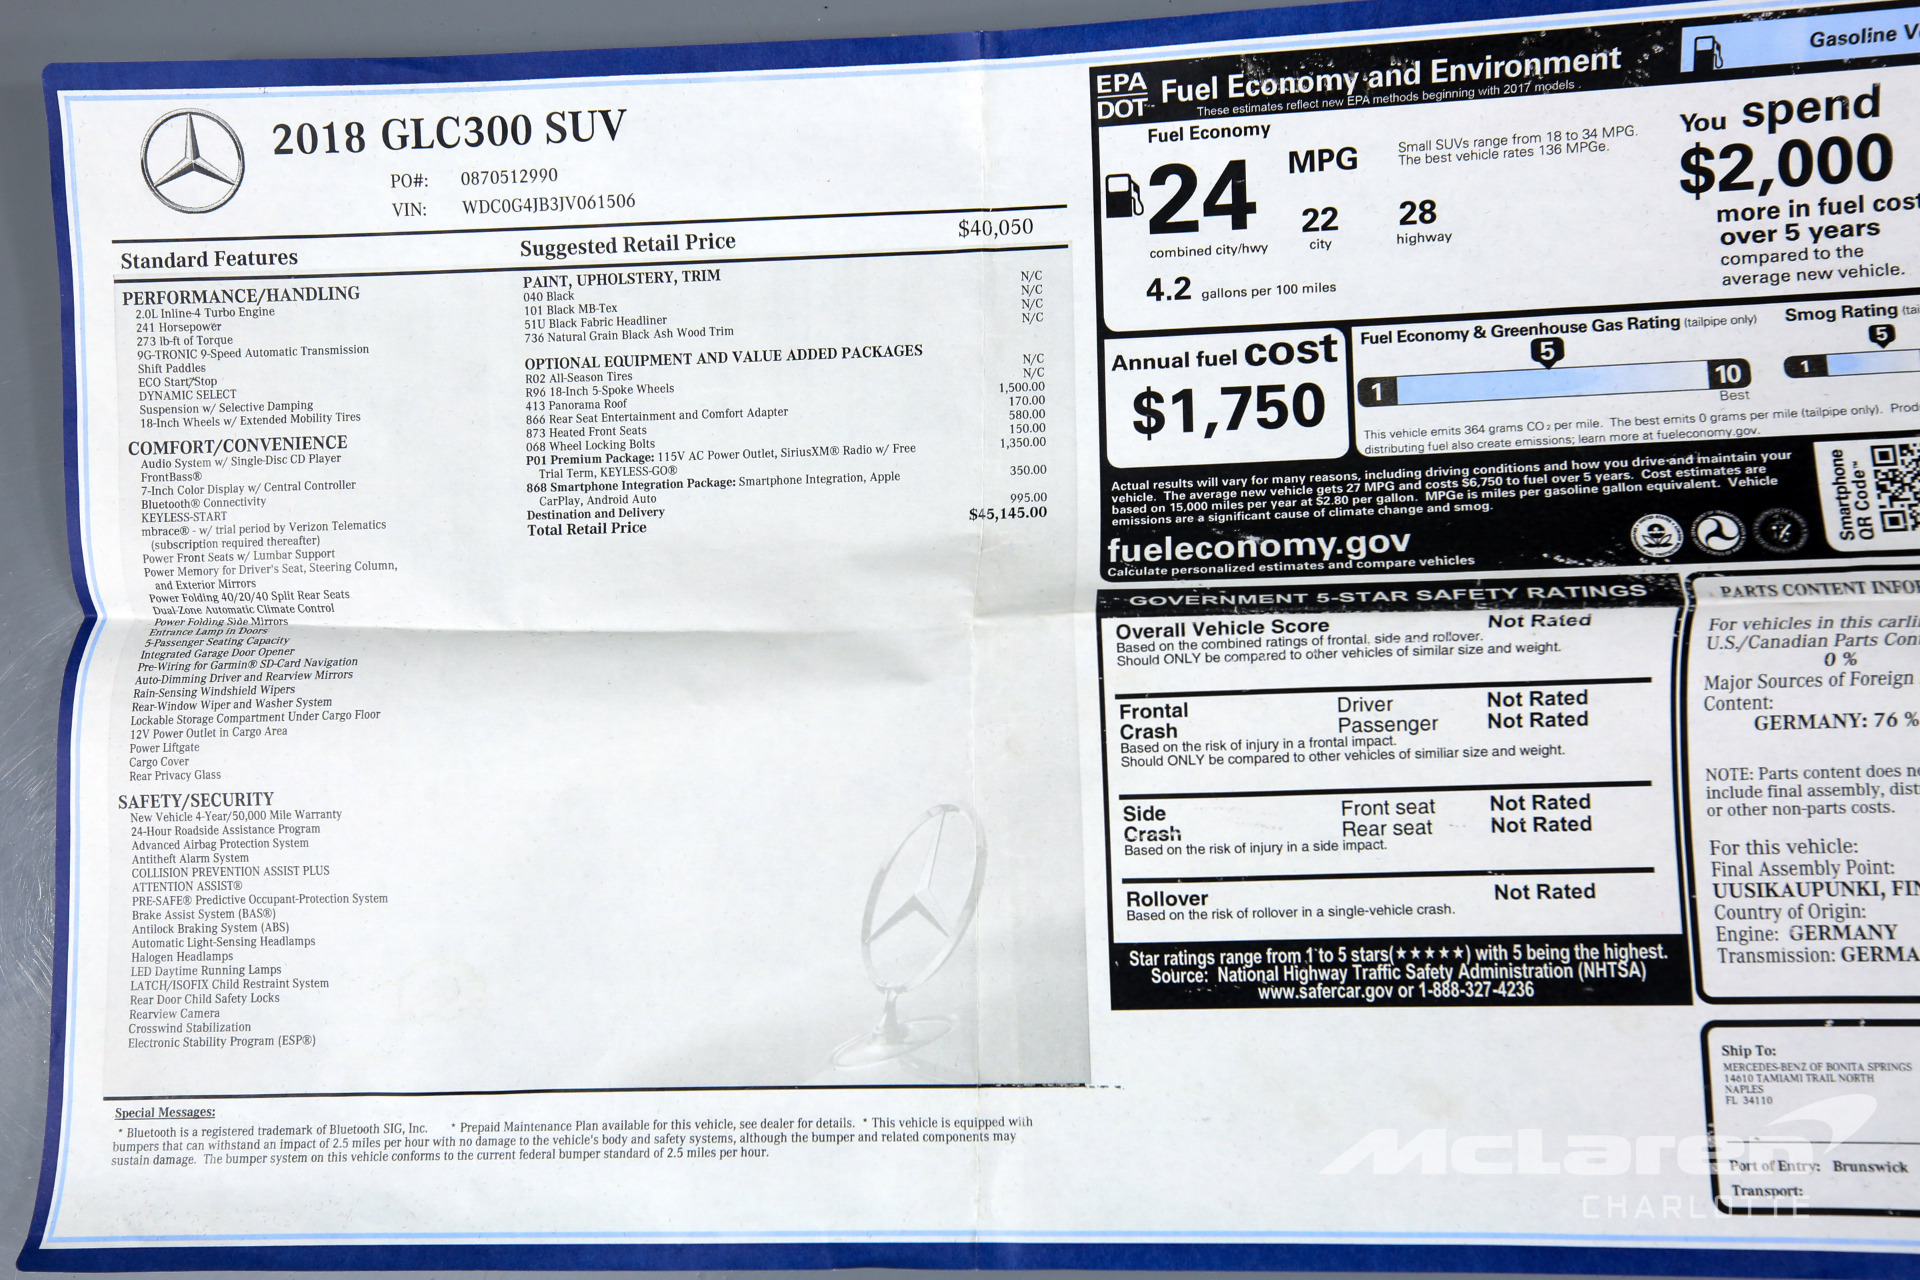 2018 GLC300 SUV
PO#: 0870512990
VIN: WDC0G4JB3JV061506
Standard Features
Suggested Retail Price $40,050
PERFORMANCE/HANDLING
2.0L Inline-4 Turbo Engine
241 Horsepower
273 lb-ft of Torque
9G-TRONIC 9-Speed Automatic Transmission
Shift Paddles
ECO Start/Stop
DYNAMIC SELECT
Suspension w/ Selective Damping
18-Inch Wheels w/ Extended Mobility Tires
COMFORT/CONVENIENCE
Audio System w/ Single-Disc CD Player
FrontBass®
7-Inch Color Display w/ Central Controller
Bluetooth® Connectivity
KEYLESS-START
mbrace® - w/ trial period by Verizon Telematics
(subscription required thereafter)
Power Front Seats w/ Lumbar Support
Power Memory for Driver's Seat, Steering Column,
and Exterior Mirrors
Power Folding 40/20/40 Split Rear Seats
Dual-Zone Automatic Climate Control
Power Folding Side Mirrors
Entrance Lamp in Doors
5-Passenger Seating Capacity
Integrated Garage Door Opener
Pre-Wiring for Garmin® SD-Card Navigation
Auto-Dimming Driver and Rearview Mirrors
Rain-Sensing Windshield Wipers
Rear-Window Wiper and Washer System
Lockable Storage Compartment Under Cargo Floor
12V Power Outlet in Cargo Area
Power Liftgate
Cargo Cover
Rear Privacy Glass
SAFETY/SECURITY
New Vehicle 4-Year/50,000 Mile Warranty
24-Hour Roadside Assistance Program
Advanced Airbag Protection System
Antitheft Alarm System
COLLISION PREVENTION ASSIST PLUS
ATTENTION ASSIST®
PRE-SAFE® Predictive Occupant-Protection System
Brake Assist System (BAS®)
Antilock Braking System (ABS)
Automatic Light-Sensing Headlamps
Halogen Headlamps
LED Daytime Running Lamps
LATCH/ISOFIX Child Restraint System
Rear Door Child Safety Locks
Rearview Camera
Crosswind Stabilization
Electronic Stability Program (ESP®)
PAINT, UPHOLSTERY, TRIM
040 Black N/C
101 Black MB-Tex N/C
51U Black Fabric Headliner N/C
736 Natural Grain Black Ash Wood Trim N/C
OPTIONAL EQUIPMENT AND VALUE ADDED PACKAGES
R02 All-Season Tires N/C
R96 18-Inch 5-Spoke Wheels N/C
413 Panorama Roof 1,500.00
866 Rear Seat Entertainment and Comfort Adapter 170.00
873 Heated Front Seats 580.00
068 Wheel Locking Bolts 150.00
P01 Premium Package: 115V AC Power Outlet, SiriusXM® Radio w/ Free 1,350.00
Trial Term, KEYLESS-GO®
868 Smartphone Integration Package: Smartphone Integration, Apple 350.00
CarPlay, Android Auto
Destination and Delivery 995.00
Total Retail Price $45,145.00
Special Messages:
* Bluetooth is a registered trademark of Bluetooth SIG, Inc. * Prepaid Maintenance Plan available for this vehicle, see dealer for details. * This vehicle is equipped with
bumpers that can withstand an impact of 2.5 miles per hour with no damage to the vehicle's body and safety systems, although the bumper and related components may
sustain damage. The bumper system on this vehicle conforms to the current federal bumper standard of 2.5 miles per hour.
EPA
DOT
Fuel Economy and Environment
These estimates reflect new EPA methods beginning with 2017 models.
Gasoline V
Fuel Economy
24 MPG
combined city/hwy
22
city
28
highway
4.2 gallons per 100 miles
Small SUVs range from 18 to 34 MPG.
The best vehicle rates 136 MPGe.
You spend
$2,000
more in fuel cost
over 5 years
compared to the
average new vehicle.
Annual fuel cost
$1,750
Fuel Economy & Greenhouse Gas Rating (tailpipe only)
5
1
10
Best
Smog Rating (tai
5
1
This vehicle emits 364 grams CO2 per mile. The best emits 0 grams per mile (tailpipe only). Prod
distributing fuel also create emissions; learn more at fueleconomy.gov.
Actual results will vary for many reasons, including driving conditions and how you drive and maintain your
vehicle. The average new vehicle gets 27 MPG and costs $6,750 to fuel over 5 years. Cost estimates are
based on 15,000 miles per year at $2.80 per gallon. MPGe is miles per gasoline gallon equivalent. Vehicle
emissions are a significant cause of climate change and smog.
fueleconomy.gov
Calculate personalized estimates and compare vehicles
Smartphone
QR Code™
GOVERNMENT 5-STAR SAFETY RATINGS
Overall Vehicle Score Not Rated
Based on the combined ratings of frontal, side and rollover.
Should ONLY be compared to other vehicles of similar size and weight.
Frontal Driver Not Rated
Crash Passenger Not Rated
Based on the risk of injury in a frontal impact.
Should ONLY be compared to other vehicles of similiar size and weight.
Side Front seat Not Rated
Crash Rear seat Not Rated
Based on the risk of injury in a side impact.
Rollover Not Rated
Based on the risk of rollover in a single-vehicle crash.
Star ratings range from 1 to 5 stars(★★★★★) with 5 being the highest.
Source: National Highway Traffic Safety Administration (NHTSA)
www.safercar.gov or 1-888-327-4236
PARTS CONTENT INFOR
For vehicles in this carli
U.S./Canadian Parts Con
0 %
Major Sources of Foreign
Content:
GERMANY: 76 %
NOTE: Parts content does no
include final assembly, dist
or other non-parts costs.
For this vehicle:
Final Assembly Point:
UUSIKAUPUNKI, FIN
Country of Origin:
Engine: GERMANY
Transmission: GERMA
Ship To:
MERCEDES-BENZ OF BONITA SPRINGS
14610 TAMIAMI TRAIL NORTH
NAPLES
FL 34110
Port of Entry: Brunswick
Transport:
McLaren
CHARLOTTE